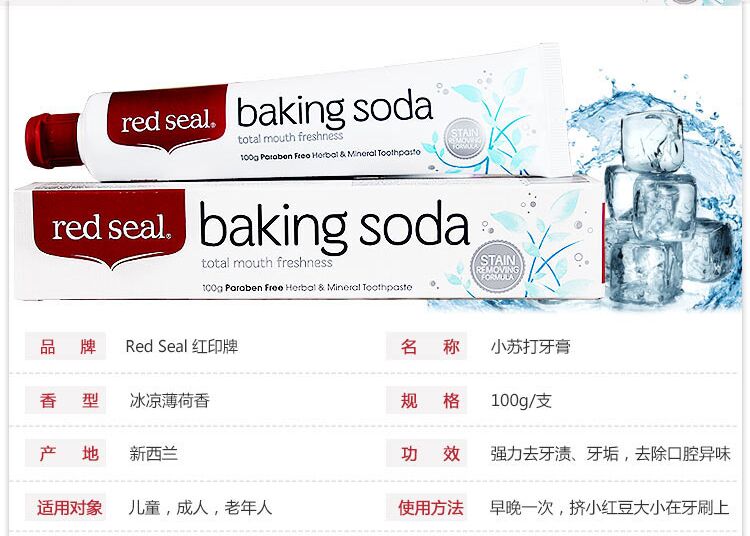 red seal®
baking soda
total mouth freshness
100g Paraben Free Herbal & Mineral Toothpaste
STAIN
REMOVING
FORMULA
red seal®
baking soda
total mouth freshness
100g Paraben Free Herbal & Mineral Toothpaste
STAIN
REMOVING
FORMULA
品 牌 Red Seal 红印牌 名 称 小苏打牙膏
香 型 冰凉薄荷香 规 格 100g/支
产 地 新西兰 功 效 强力去牙渍、牙垢，去除口腔异味
适用对象 儿童，成人，老年人 使用方法 早晚一次，挤小红豆大小在牙刷上